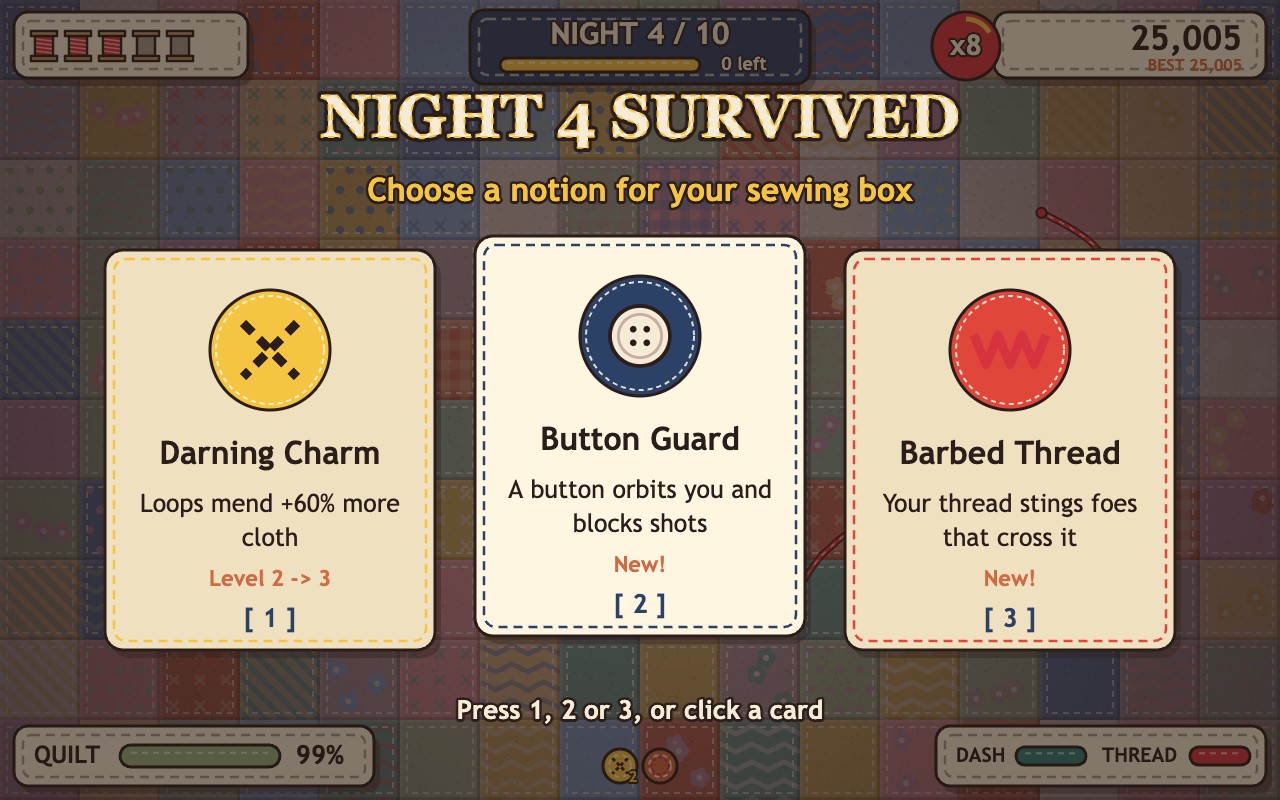 NIGHT 4 / 10
0 left
x8
25,005
BEST 25,005
NIGHT 4 SURVIVED
Choose a notion for your sewing box
Darning Charm
Loops mend +60% more
cloth
Level 2 -> 3
[ 1 ]
Button Guard
A button orbits you and
blocks shots
New!
[ 2 ]
Barbed Thread
Your thread stings foes
that cross it
New!
[ 3 ]
Press 1, 2 or 3, or click a card
QUILT 99%
2
DASH THREAD